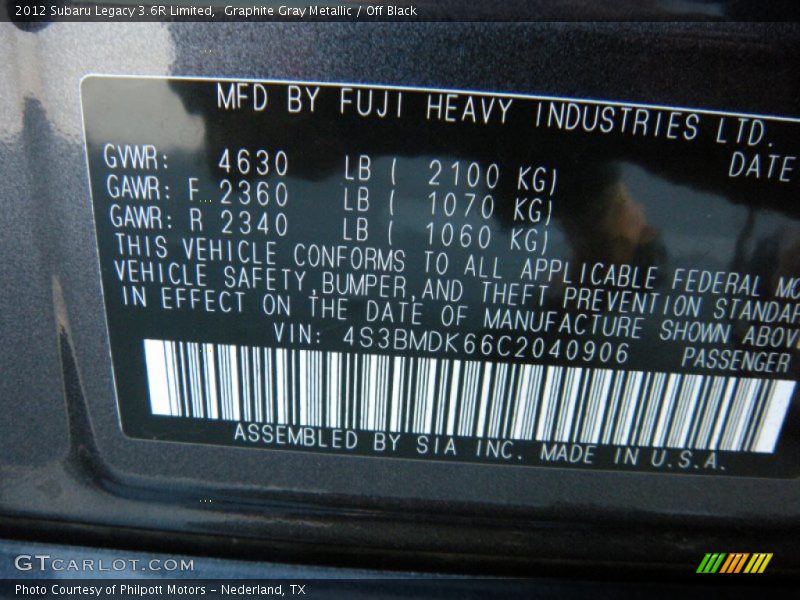 2012 Subaru Legacy 3.6R Limited, Graphite Gray Metallic / Off Black
MFD BY FUJI HEAVY INDUSTRIES LTD.
GVWR: 4630 LB ( 2100 KG) DATE
GAWR: F 2360 LB ( 1070 KG)
GAWR: R 2340 LB ( 1060 KG)
THIS VEHICLE CONFORMS TO ALL APPLICABLE FEDERAL MO
VEHICLE SAFETY,BUMPER,AND THEFT PREVENTION STANDAR
IN EFFECT ON THE DATE OF MANUFACTURE SHOWN ABOV
VIN: 4S3BMDK66C2040906 PASSENGER
ASSEMBLED BY SIA INC. MADE IN U.S.A.
GTCARLOT.COM
Photo Courtesy of Philpott Motors - Nederland, TX